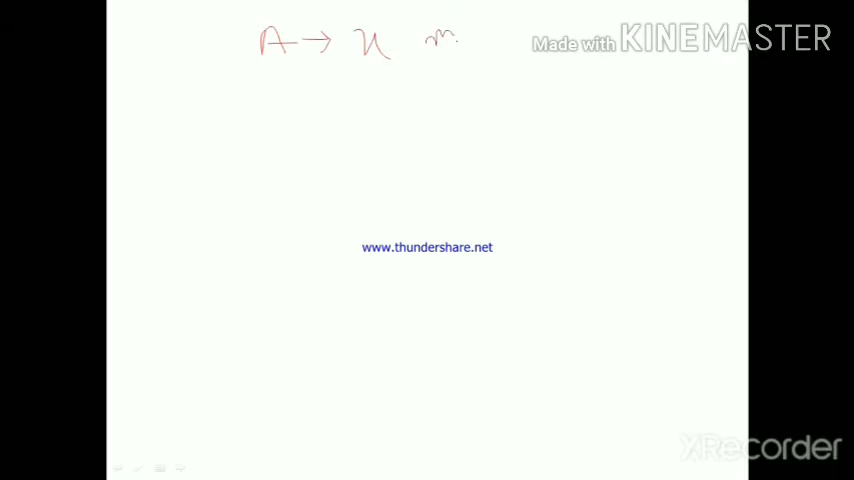 A → x m
Made with KINEMASTER
www.thundershare.net
XRecorder